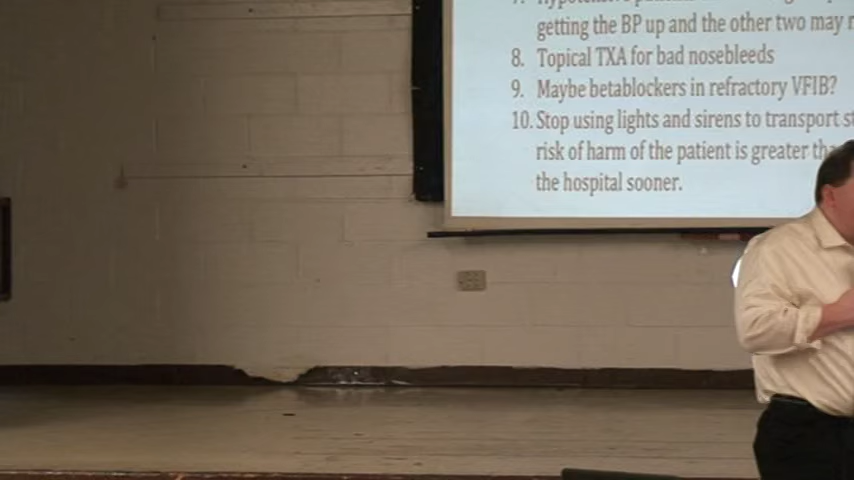 7. Hypotensive
getting the BP up and the other two may
8. Topical TXA for bad nosebleeds
9. Maybe betablockers in refractory VFIB?
10. Stop using lights and sirens to transport
risk of harm of the patient is greater
the hospital sooner.